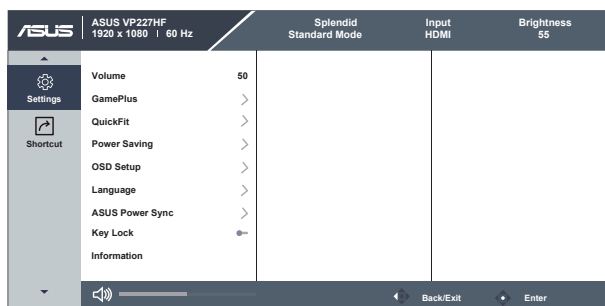 ASUS
ASUS VP227HF
1920 x 1080 60 Hz
Splendid
Standard Mode
Input
HDMI
Brightness
55
Settings
Shortcut
Volume 50
GamePlus
QuickFit
Power Saving
OSD Setup
Language
ASUS Power Sync
Key Lock
Information
Back/Exit
Enter